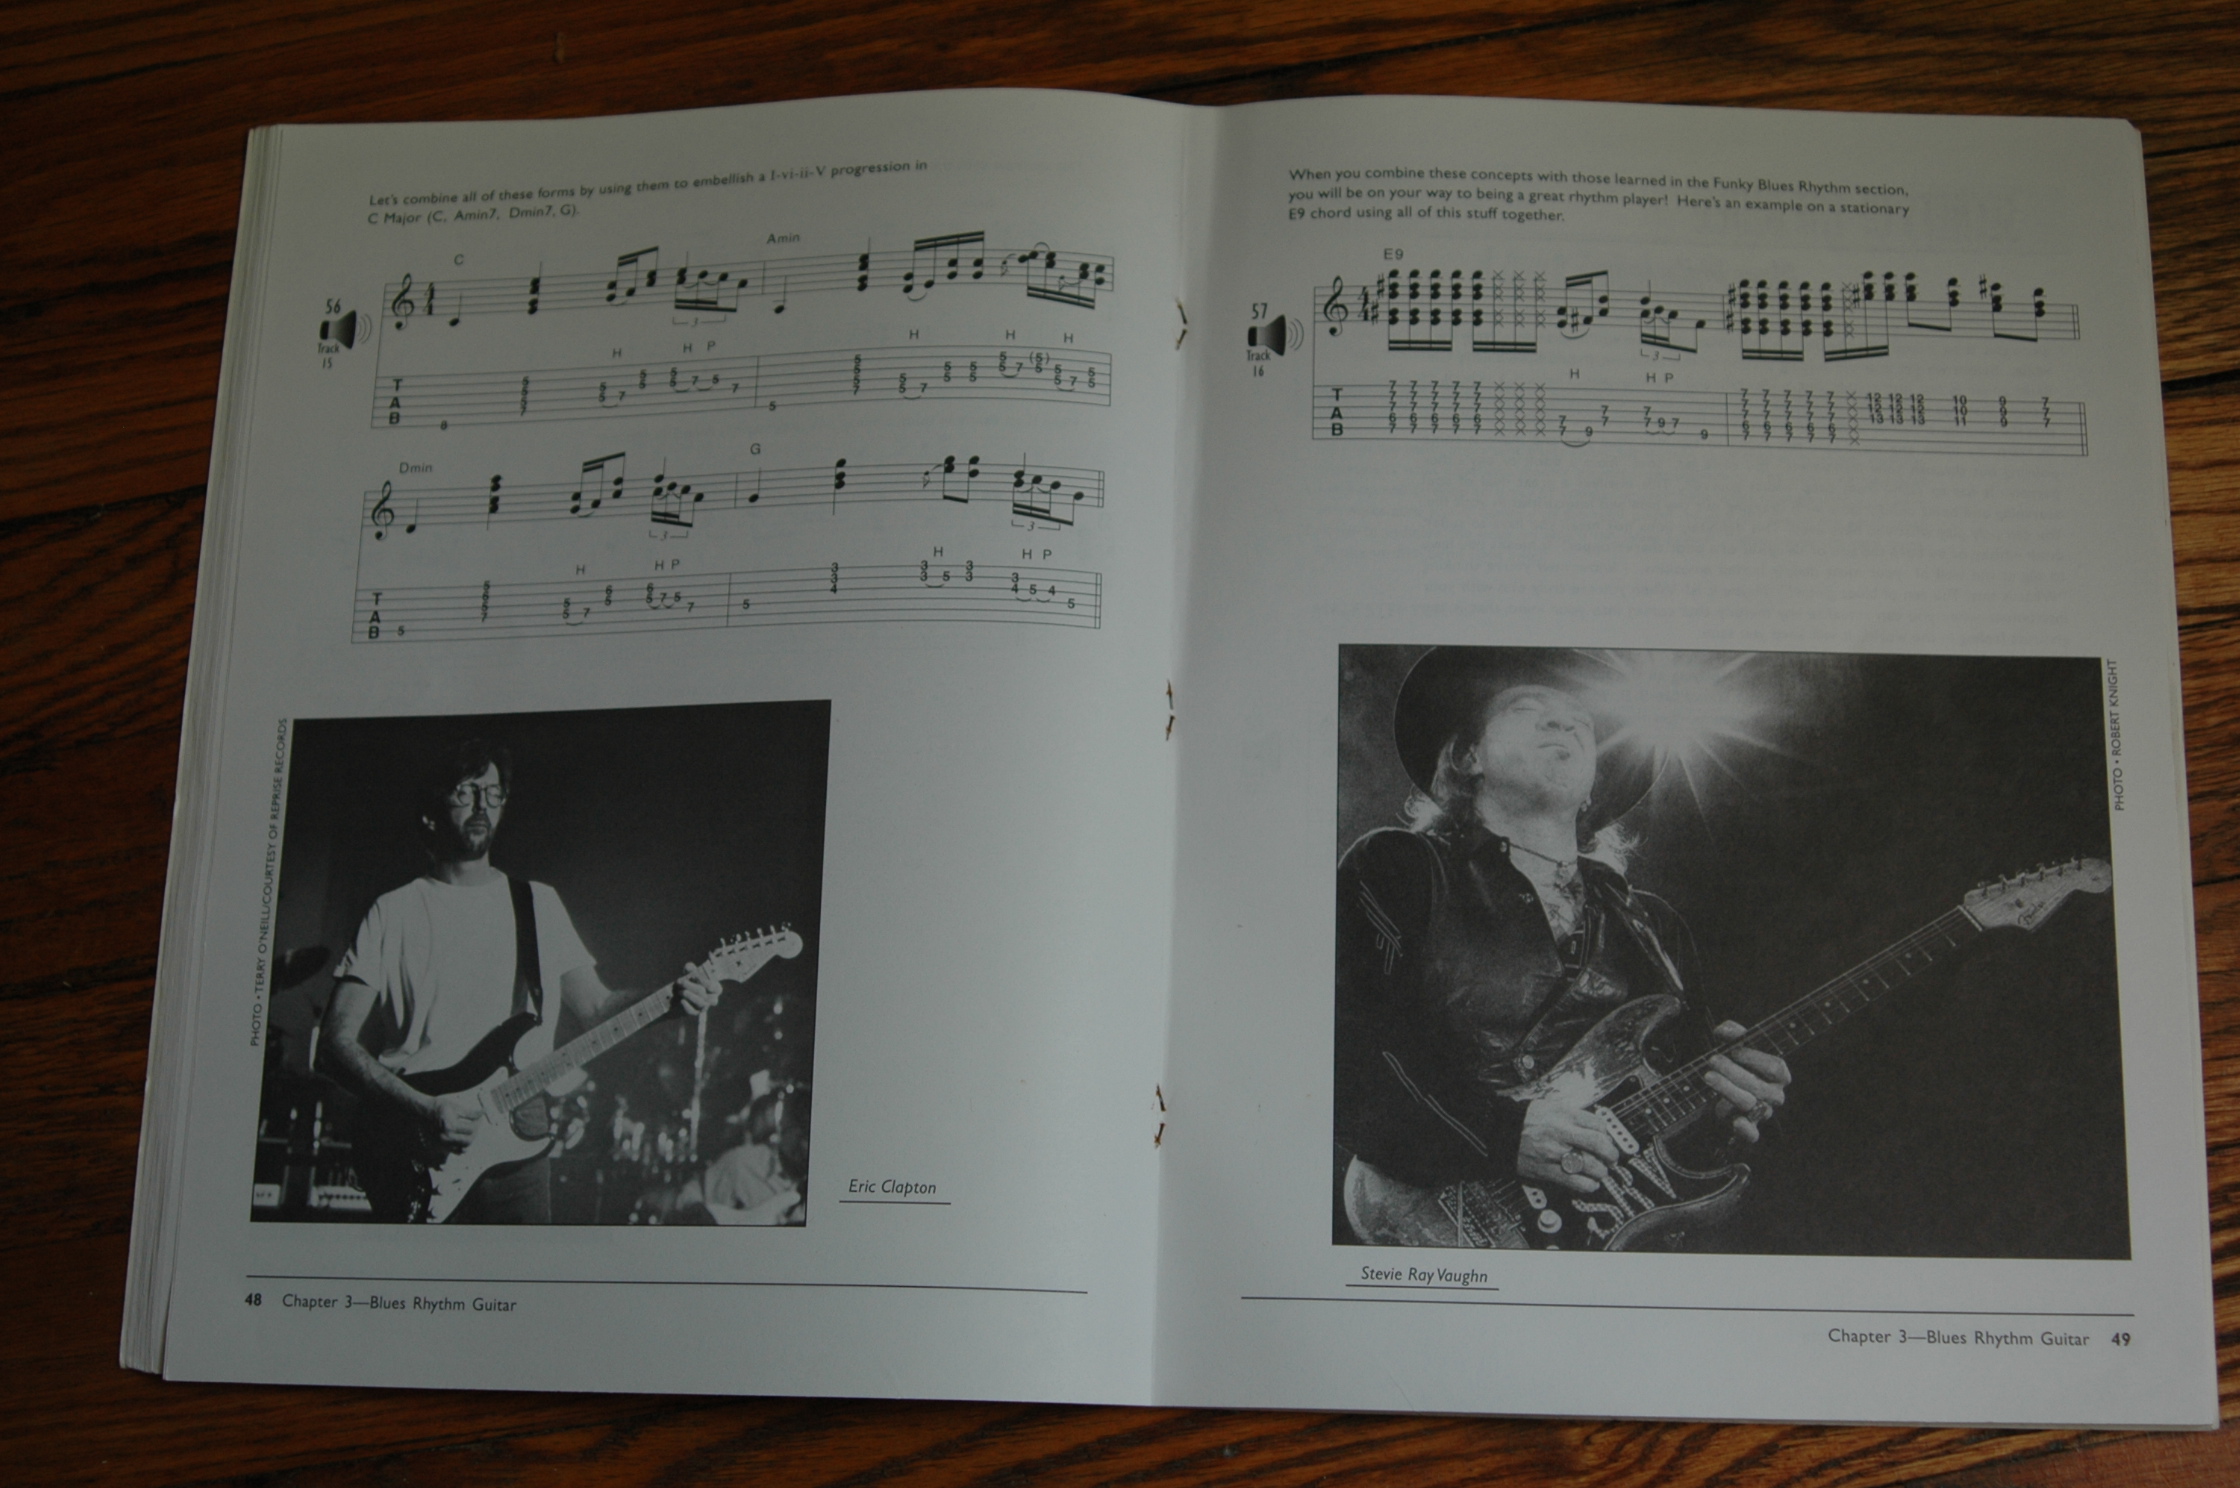 Let's combine all of these forms by using them to embellish a I-vi-ii-V progression in
C Major (C, Amin7, Dmin7, G).
C
Amin
56
Track
15
H
H P
H
H
H
T
A
B
Dmin
G
H
H P
H
H P
T
A
B
PHOTO • TERRY O'NEILL/COURTESY OF REPRISE RECORDS
Eric Clapton
48 Chapter 3—Blues Rhythm Guitar
When you combine these concepts with those learned in the Funky Blues Rhythm section,
you will be on your way to being a great rhythm player! Here's an example on a stationary
E9 chord using all of this stuff together.
E9
57
Track
16
H
H P
T
A
B
PHOTO • ROBERT KNIGHT
Fender
SRV
Stevie Ray Vaughn
Chapter 3—Blues Rhythm Guitar 49